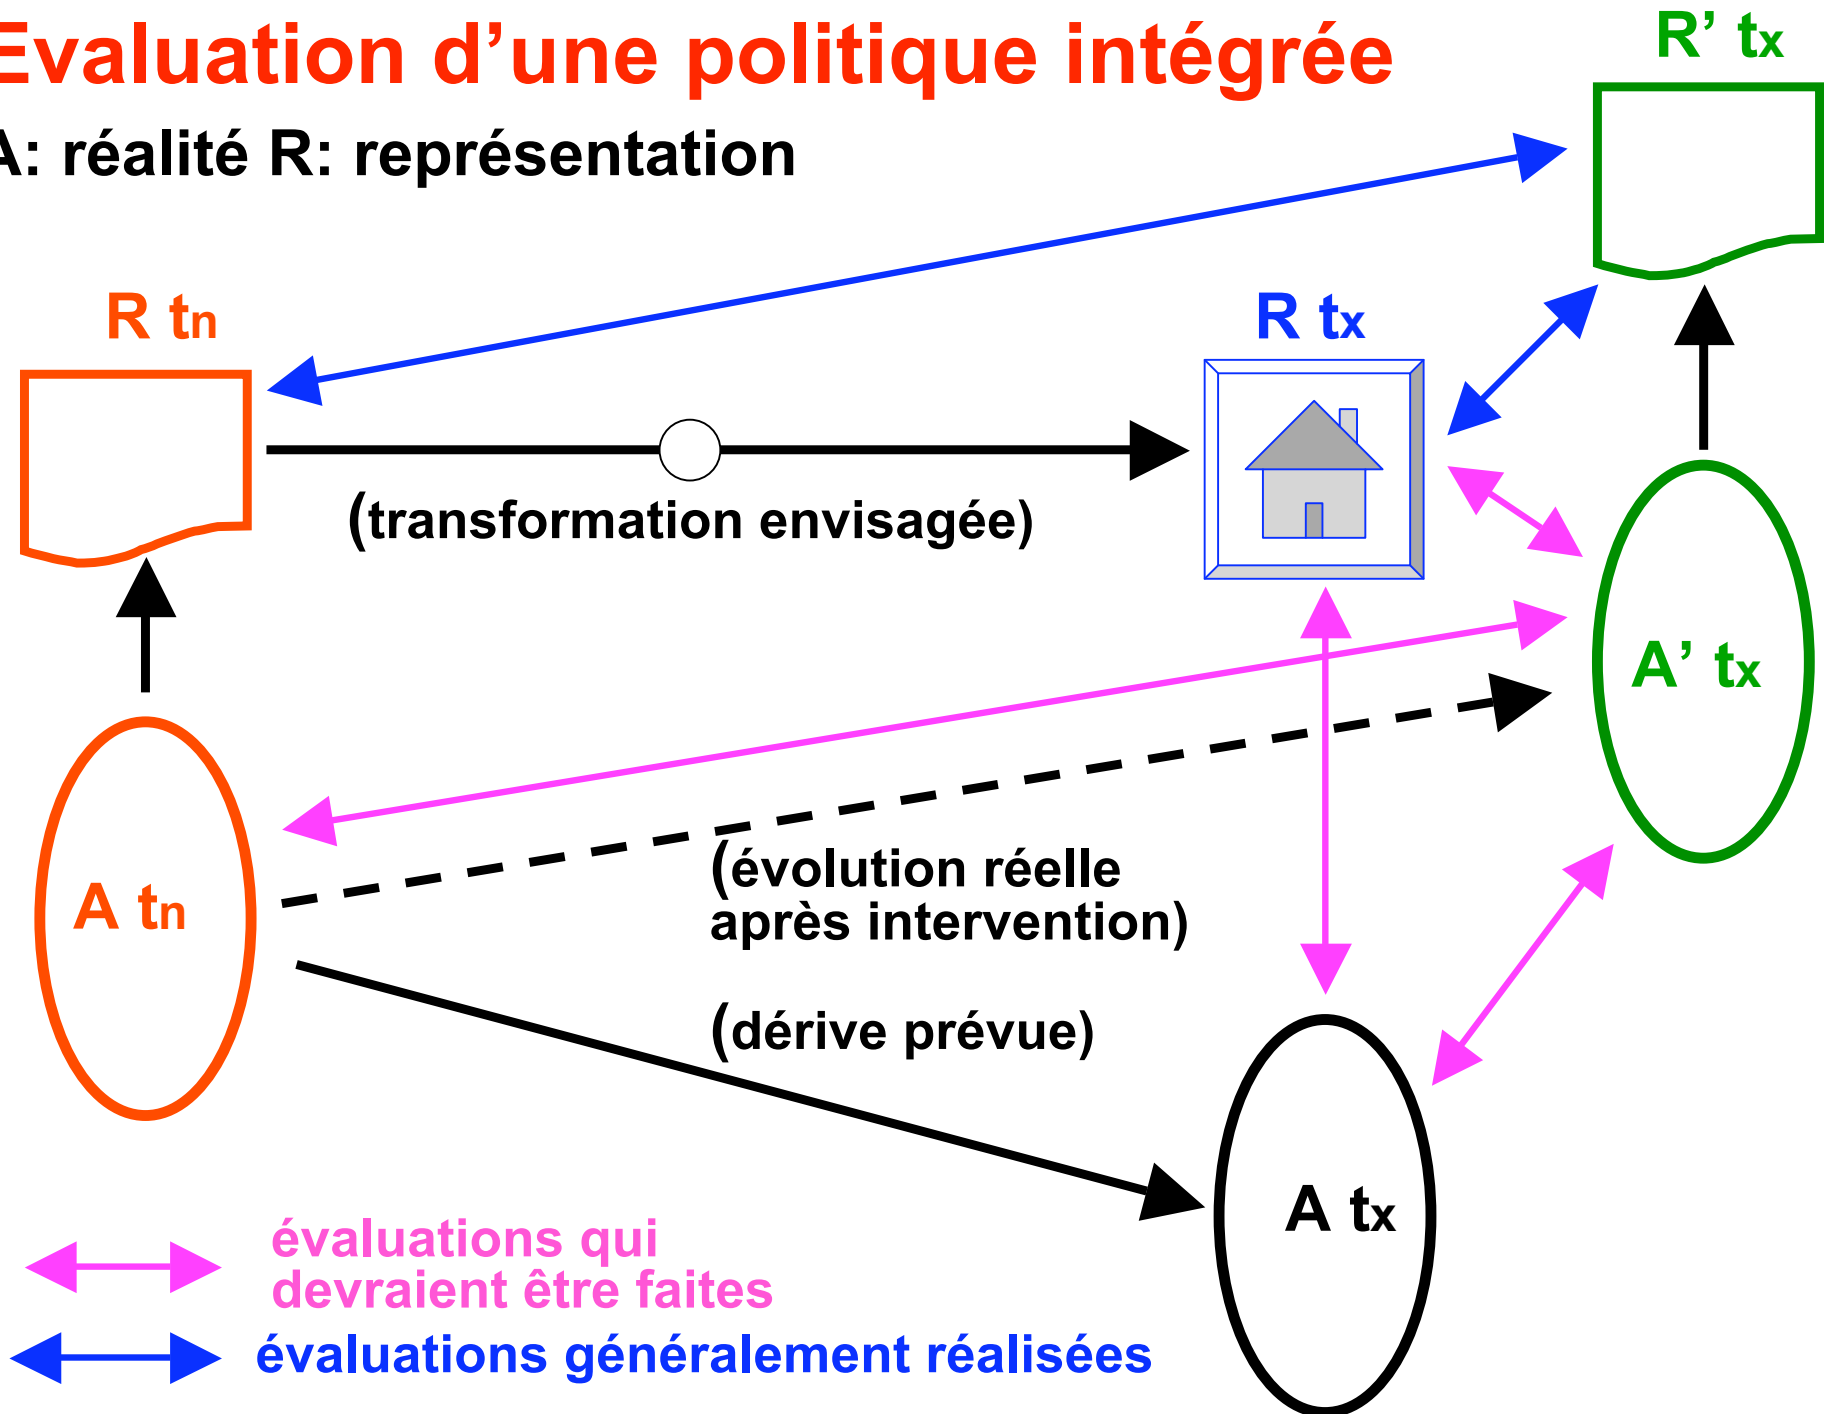 Evaluation d’une politique intégrée
R’ tx
A: réalité R: représentation
R tn
R tx
(transformation envisagée)
A’ tx
(évolution réelle
après intervention)
A tn
(dérive prévue)
A tx
évaluations qui
devraient être faites
évaluations généralement réalisées